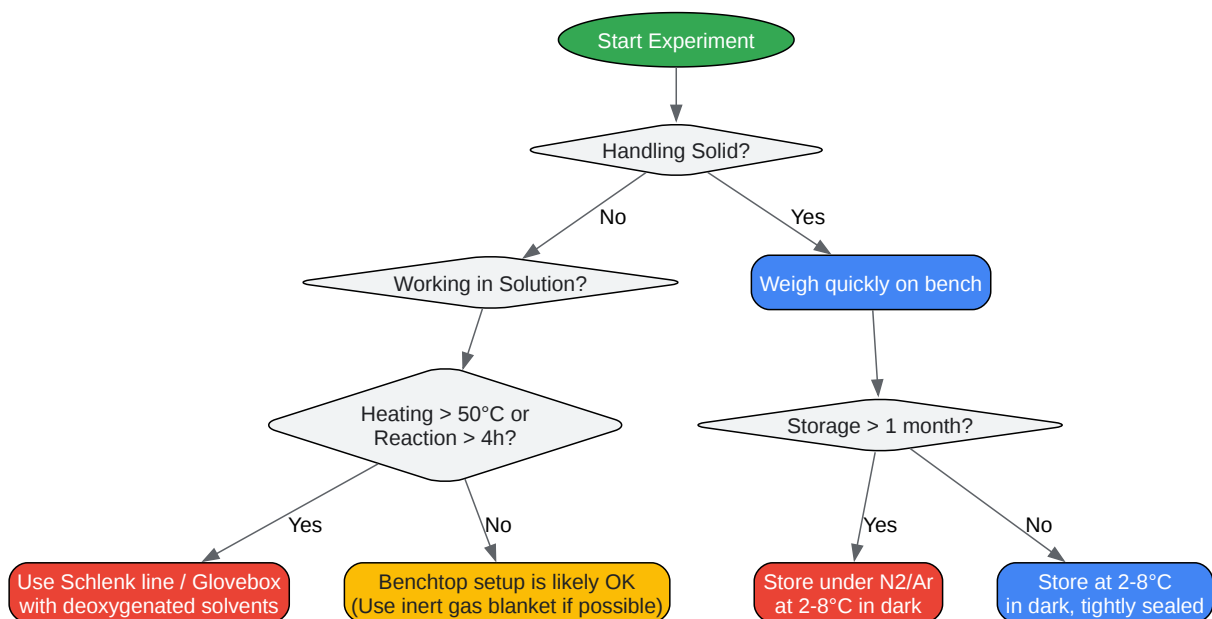 Start Experiment
Handling Solid?
No
Yes
Working in Solution?
Weigh quickly on bench
Heating > 50°C or
Reaction > 4h?
Storage > 1 month?
Yes
No
Yes
No
Use Schlenk line / Glovebox
with deoxygenated solvents
Benchtop setup is likely OK
(Use inert gas blanket if possible)
Store under N2/Ar
at 2-8°C in dark
Store at 2-8°C
in dark, tightly sealed